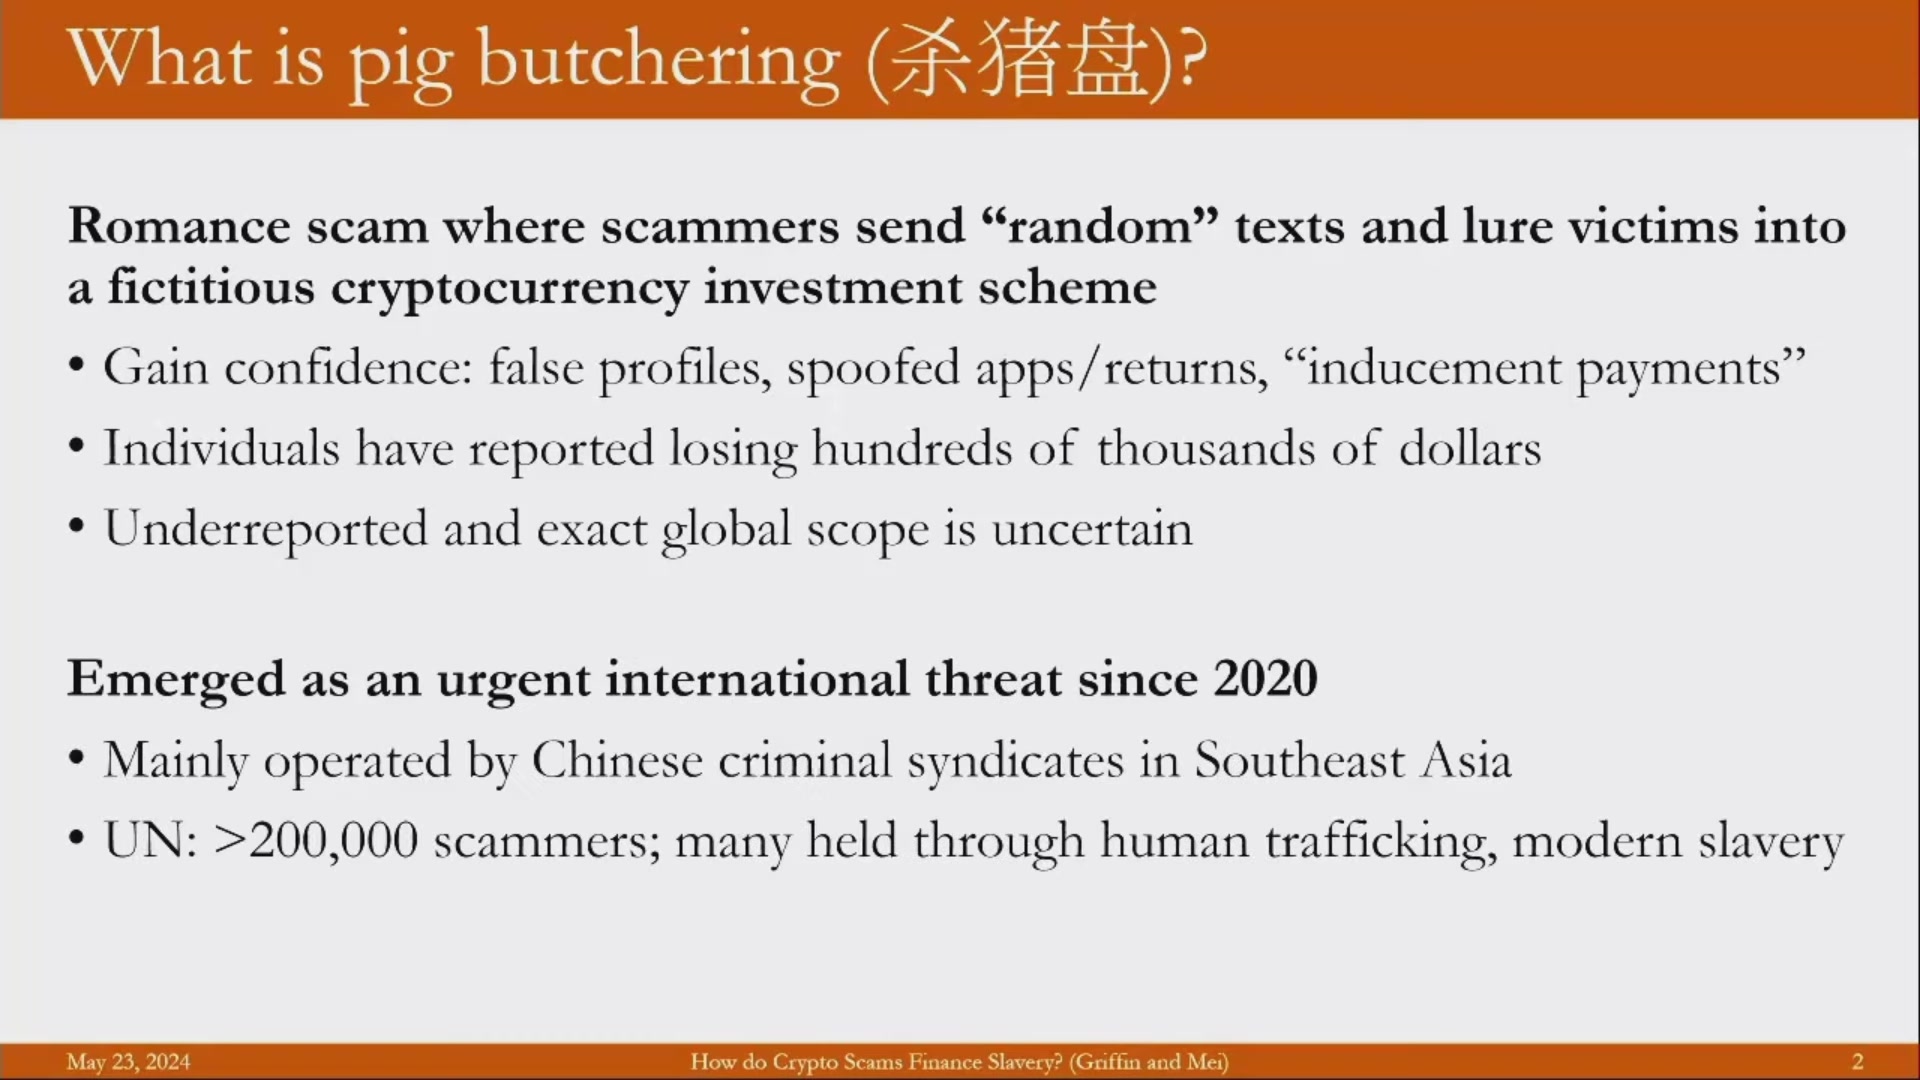 What is pig butchering (杀猪盘)?
Romance scam where scammers send “random” texts and lure victims into
a fictitious cryptocurrency investment scheme
• Gain confidence: false profiles, spoofed apps/returns, “inducement payments”
• Individuals have reported losing hundreds of thousands of dollars
• Underreported and exact global scope is uncertain
Emerged as an urgent international threat since 2020
• Mainly operated by Chinese criminal syndicates in Southeast Asia
• UN: >200,000 scammers; many held through human trafficking, modern slavery
May 23, 2024
How do Crypto Scams Finance Slavery? (Griffin and Mei)
2